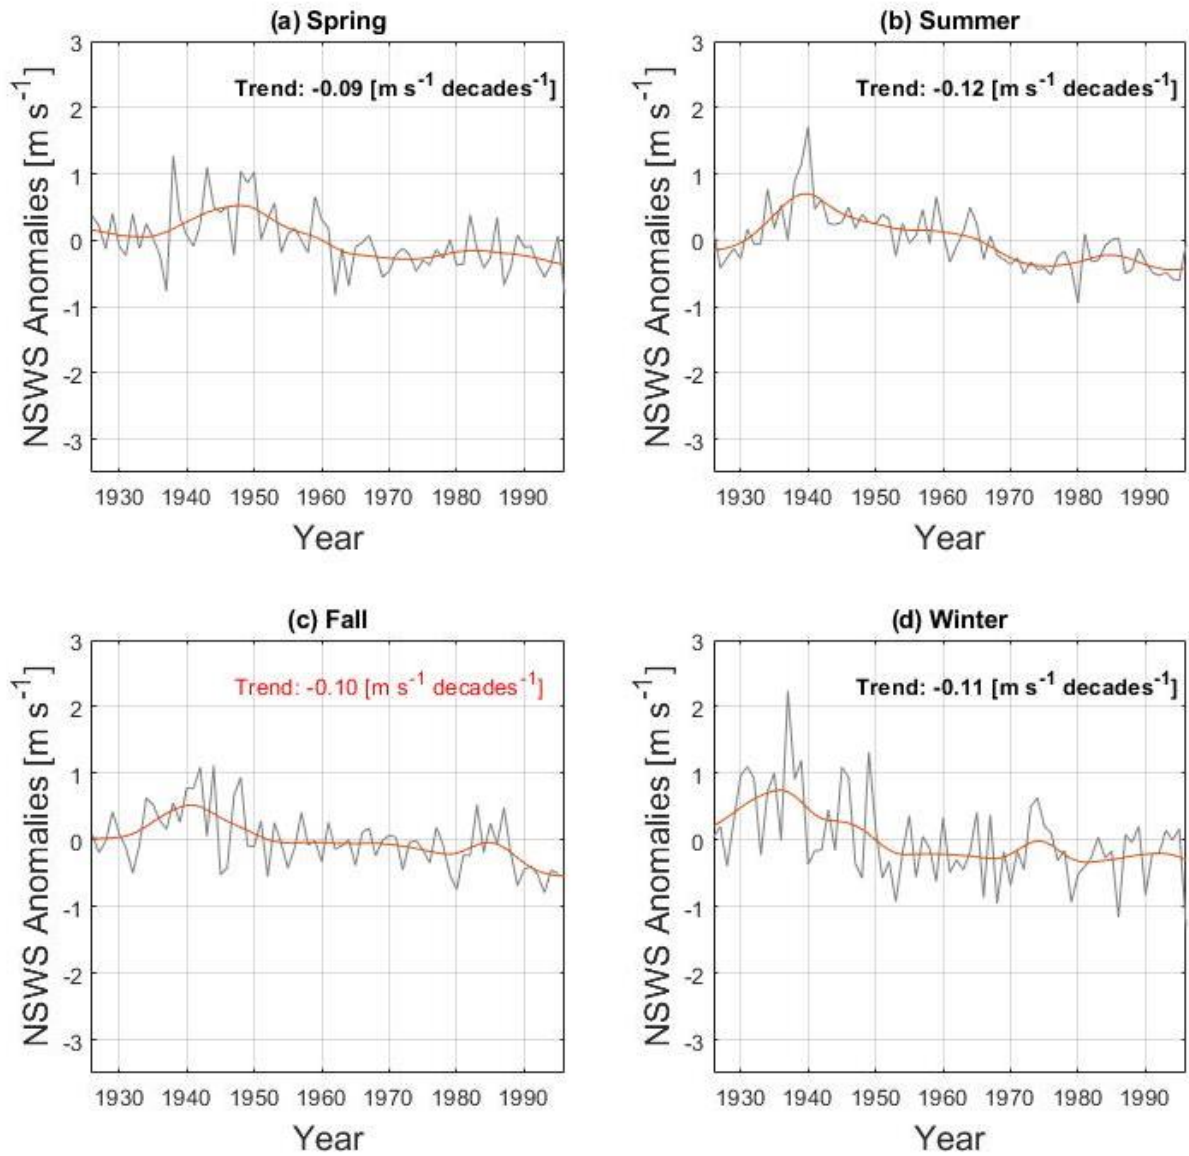 (a) Spring
Trend: -0.09 [m s-1 decades-1]
NSWS Anomalies [m s-1]
3
2
1
0
-1
-2
-3
1930 1940 1950 1960 1970 1980 1990
Year
(b) Summer
Trend: -0.12 [m s-1 decades-1]
NSWS Anomalies [m s-1]
3
2
1
0
-1
-2
-3
1930 1940 1950 1960 1970 1980 1990
Year
(c) Fall
Trend: -0.10 [m s-1 decades-1]
NSWS Anomalies [m s-1]
3
2
1
0
-1
-2
-3
1930 1940 1950 1960 1970 1980 1990
Year
(d) Winter
Trend: -0.11 [m s-1 decades-1]
NSWS Anomalies [m s-1]
3
2
1
0
-1
-2
-3
1930 1940 1950 1960 1970 1980 1990
Year